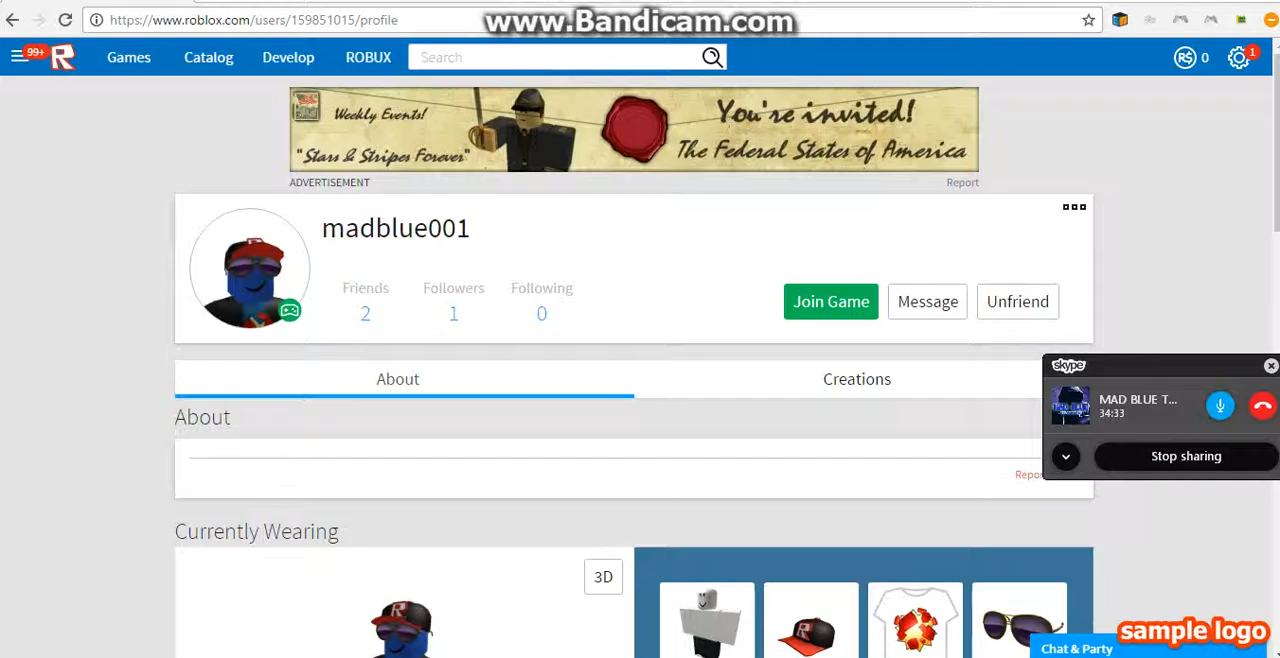 https://www.roblox.com/users/159851015/profile
www.Bandicam.com
99+
R
Games
Catalog
Develop
ROBUX
Search
R$ 0
1
Weekly Events!
"Stars & Stripes Forever"
You're invited!
The Federal States of America
ADVERTISEMENT
Report
madblue001
Friends
Followers
Following
2
1
0
Join Game
Message
Unfriend
About
Creations
About
Repor
skype
MAD BLUE T...
34:33
Stop sharing
Currently Wearing
3D
R
R
Chat & Party
sample logo